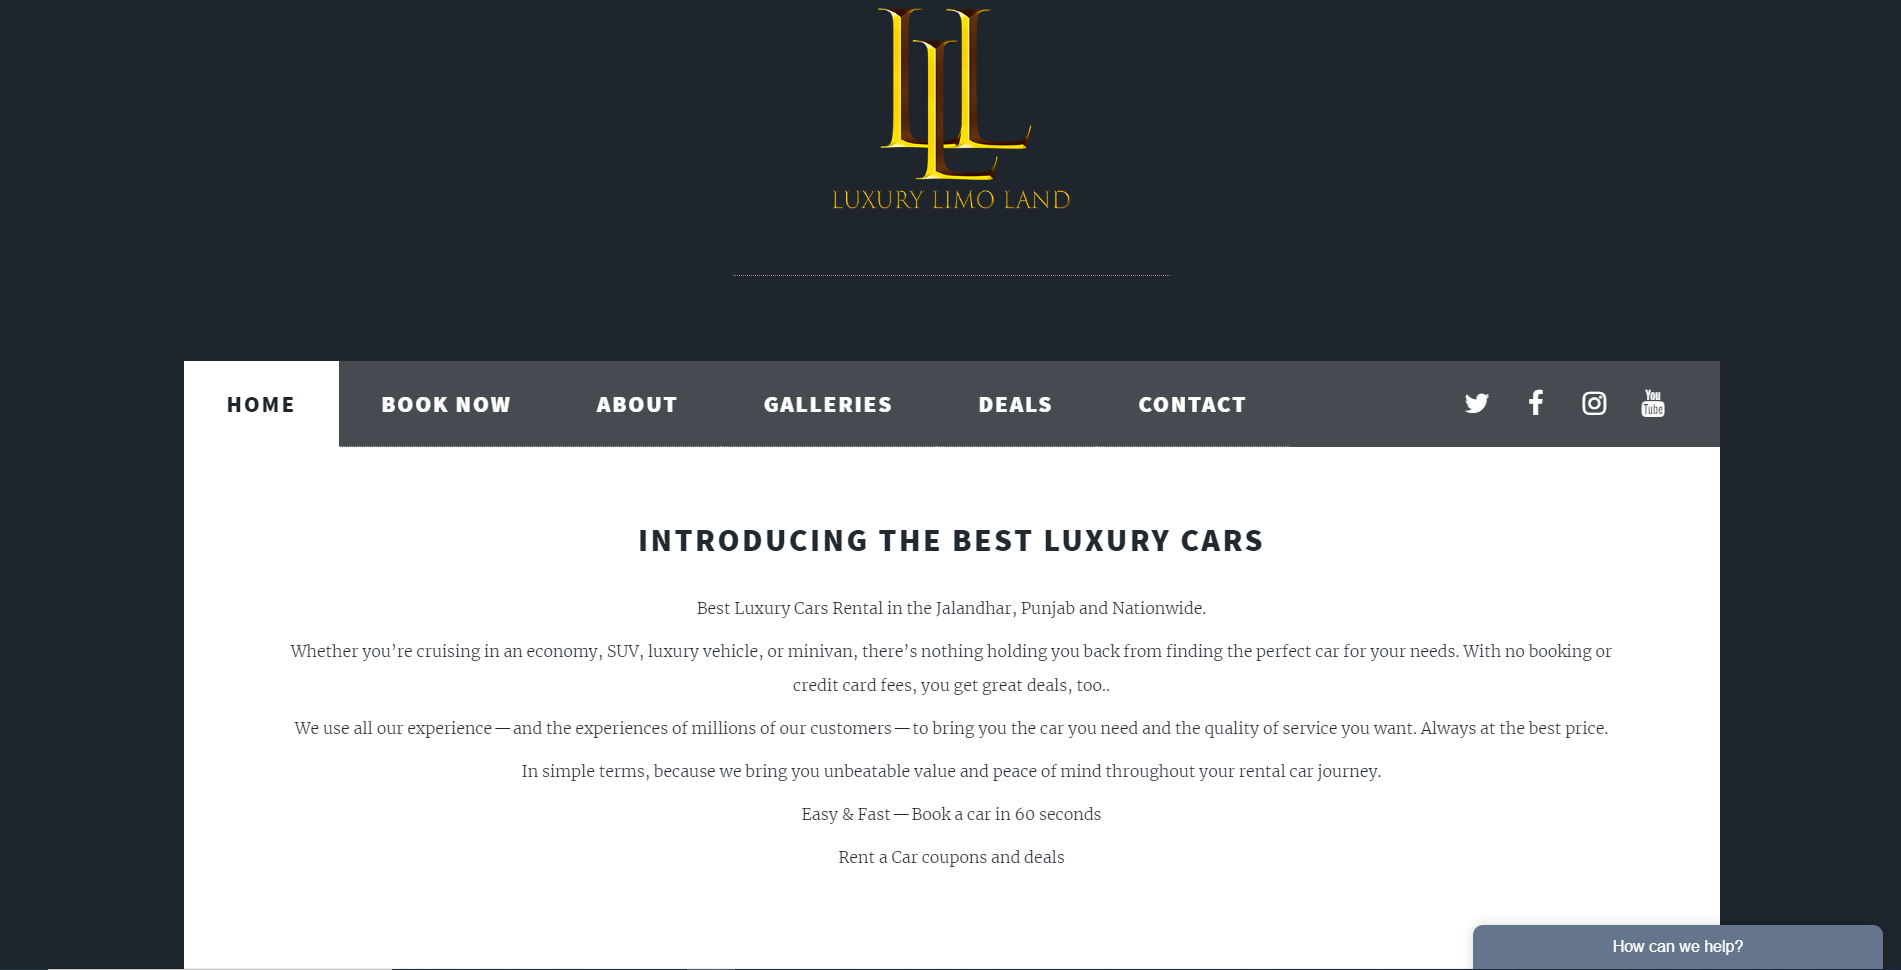 LLL
LUXURY LIMO LAND
HOME BOOK NOW ABOUT GALLERIES DEALS CONTACT You Tube
INTRODUCING THE BEST LUXURY CARS
Best Luxury Cars Rental in the Jalandhar, Punjab and Nationwide.
Whether you’re cruising in an economy, SUV, luxury vehicle, or minivan, there’s nothing holding you back from finding the perfect car for your needs. With no booking or
credit card fees, you get great deals, too..
We use all our experience — and the experiences of millions of our customers — to bring you the car you need and the quality of service you want. Always at the best price.
In simple terms, because we bring you unbeatable value and peace of mind throughout your rental car journey.
Easy & Fast — Book a car in 60 seconds
Rent a Car coupons and deals
How can we help?